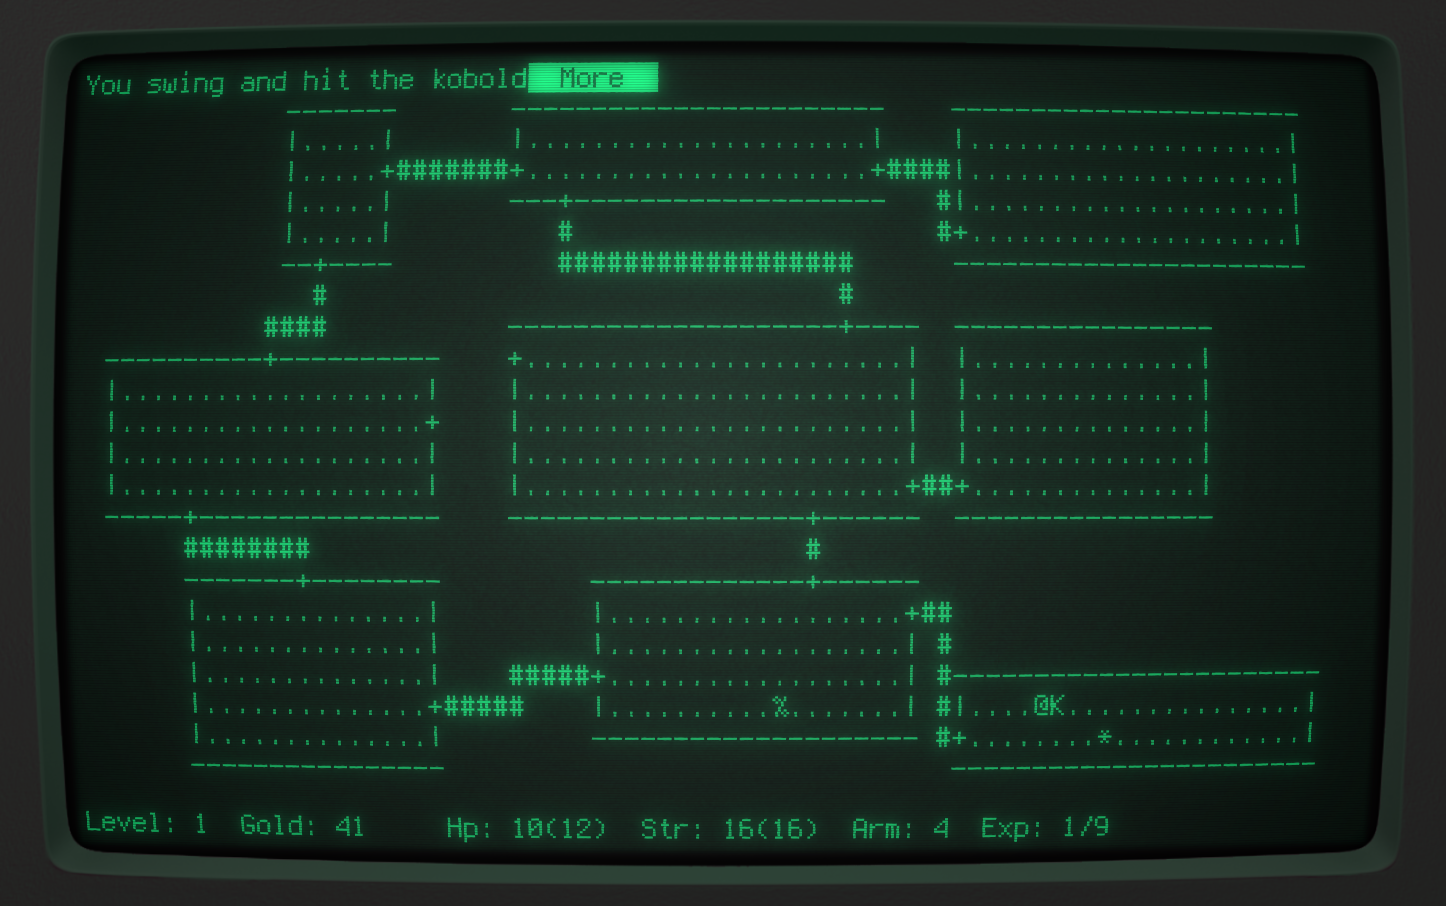 You swing and hit the kobold More
-------   -----------------------   ----------------------
|.....|   |.....................|   |....................|
|.....+#######+.....................+####|....................|
|.....|   ---+-------------------   #|....................|
|.....|   #   #+....................|
--+----   ##################   ----------------------
#   #
####   --------------------+----   ----------------
----------+----------   +.......................|   |..............|
|...................|   |.......................|   |..............|
|...................+   |.......................|   |..............|
|...................|   |.......................|   |..............|
|...................|   |.......................+##+..............|
-----+---------------   ------------------+------   ----------------
########   #
-------+--------   -------------+------
|..............|   |..................+##
|..............|   |..................|   #
|..............|   #####+..................|   #-----------------------
|..............+#####   |..........%.......|   #|....@K...............|
|..............|   --------------------   #+........*............|
----------------   -----------------------
Level: 1  Gold: 41  Hp: 10(12)  Str: 16(16)  Arm: 4  Exp: 1/9